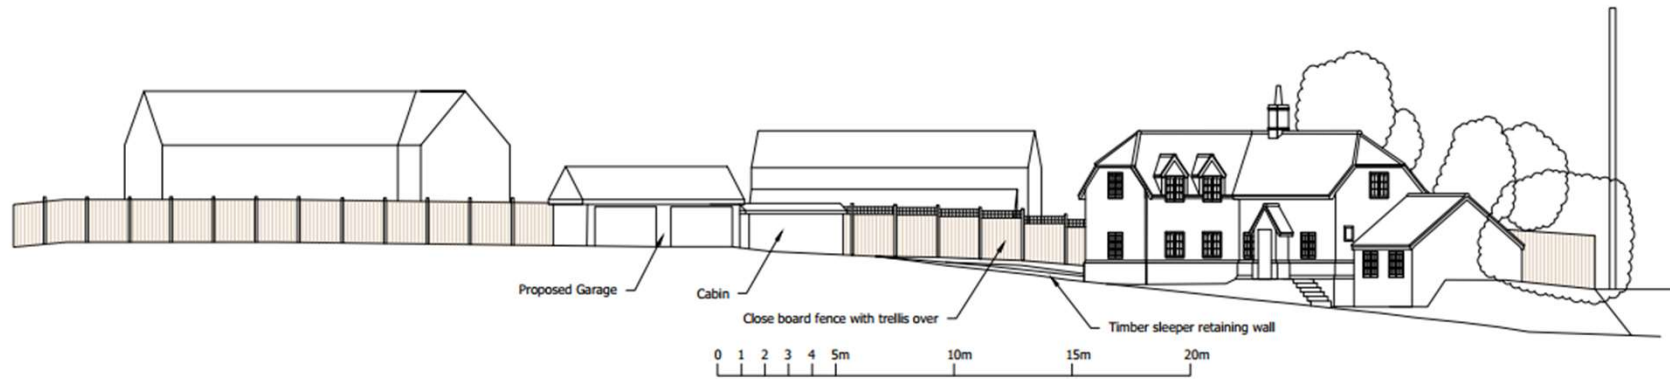 Proposed Garage
Cabin
Close board fence with trellis over
Timber sleeper retaining wall
0 1 2 3 4 5m 10m 15m 20m